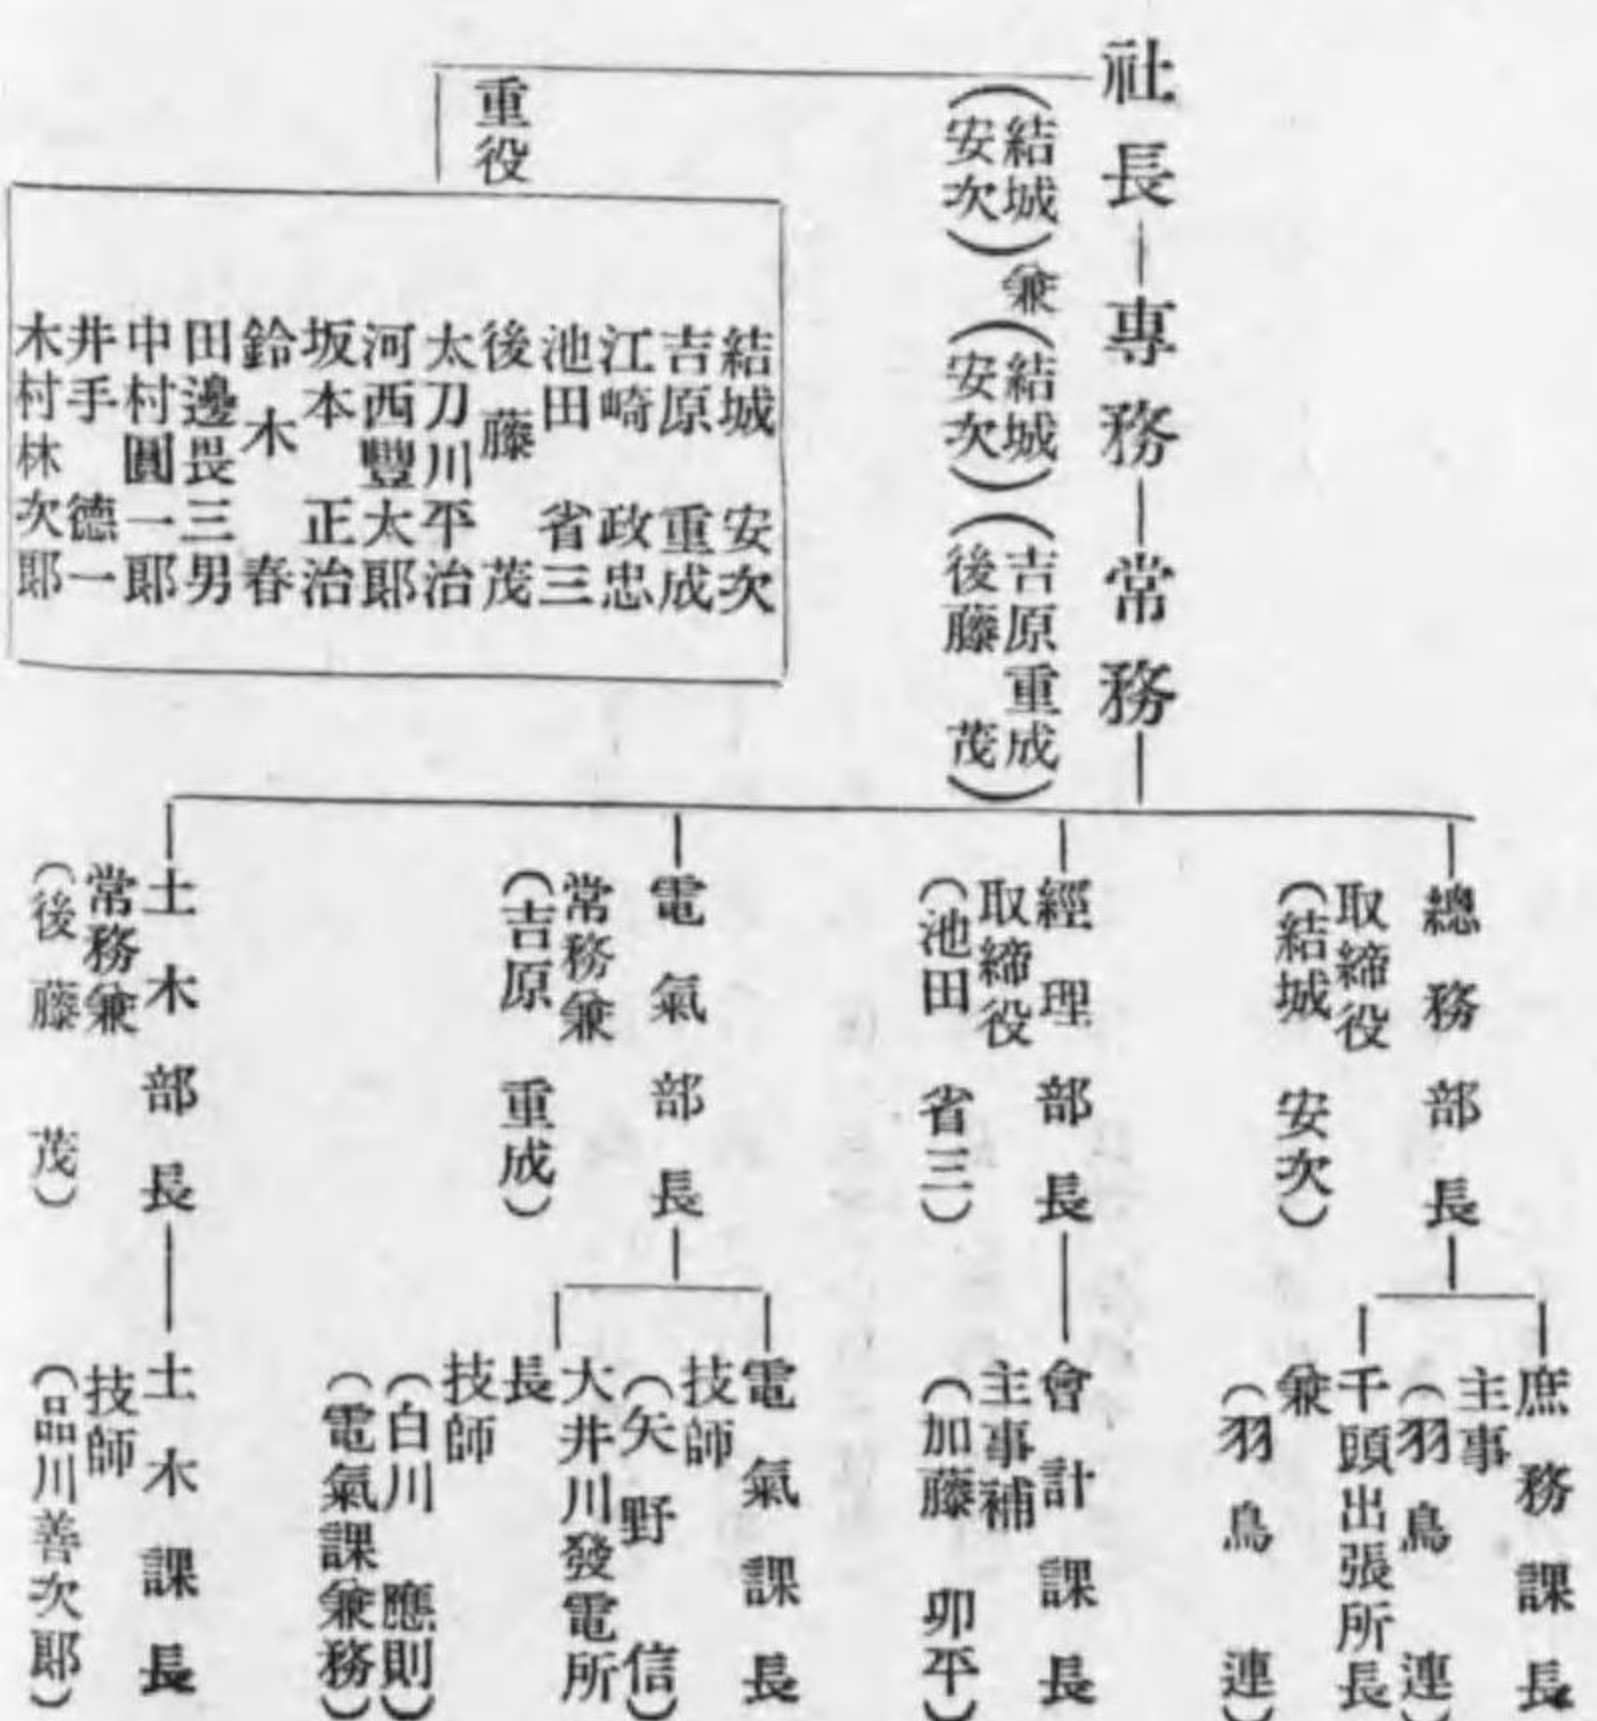 社長―專務―常務
(結城安次)兼(結城安次)(吉原重成 後藤茂)
重役
結城安次
吉原重成
江崎政忠
池田省三
後藤茂
太刀川平治
河西豐太郎
坂本正治
鈴木春
田邊畏三男
中村圓一郎
井手德一
木村林次郎
總務部長
取締役
(結城安次)
庶務課長
主事
(羽鳥連)
千頭出張所長
兼
(羽鳥連)
經理部長
取締役
(池田省三)
會計課長
主事補
(加藤卯平)
電氣部長
常務兼
(吉原重成)
電氣課長
技師
(矢野信)
大井川發電所
長
技師
(白川應則)
(電氣課兼務)
土木部長
常務兼
(後藤茂)
土木課長
技師
(品川善次郎)